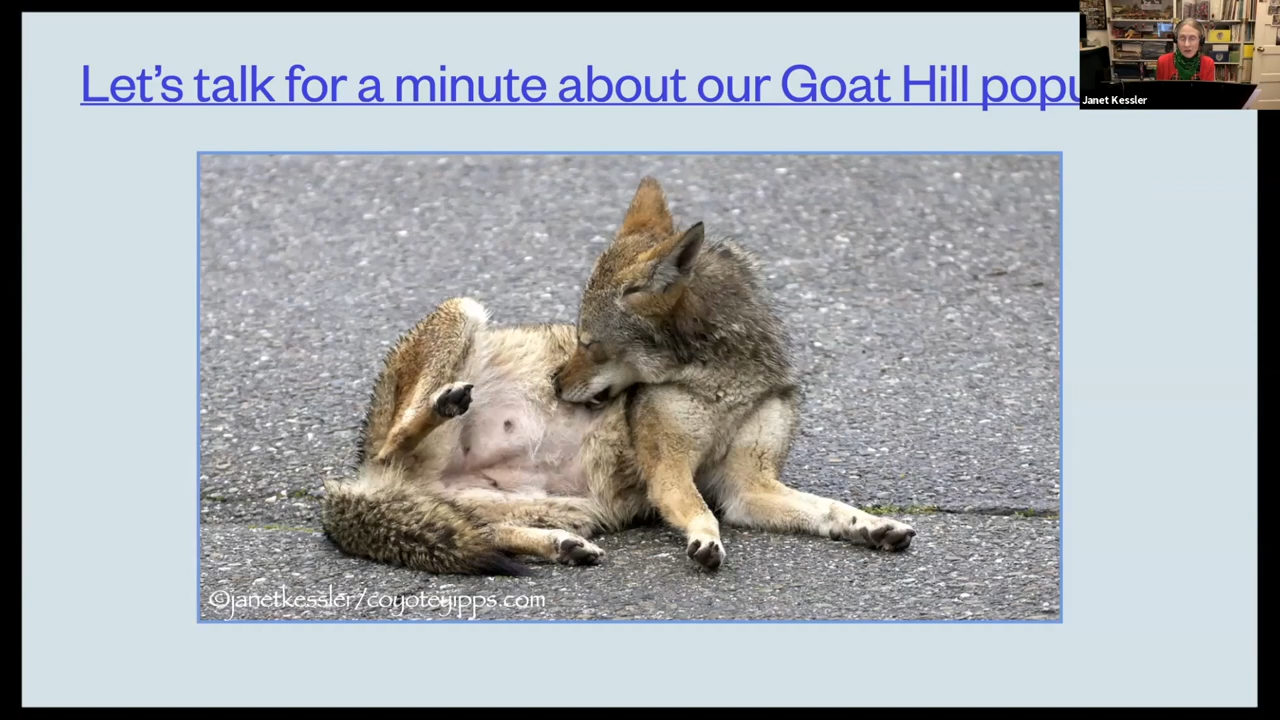 Let's talk for a minute about our Goat Hill popu
Janet Kessler
©janetkessler/coyoteyipps.com